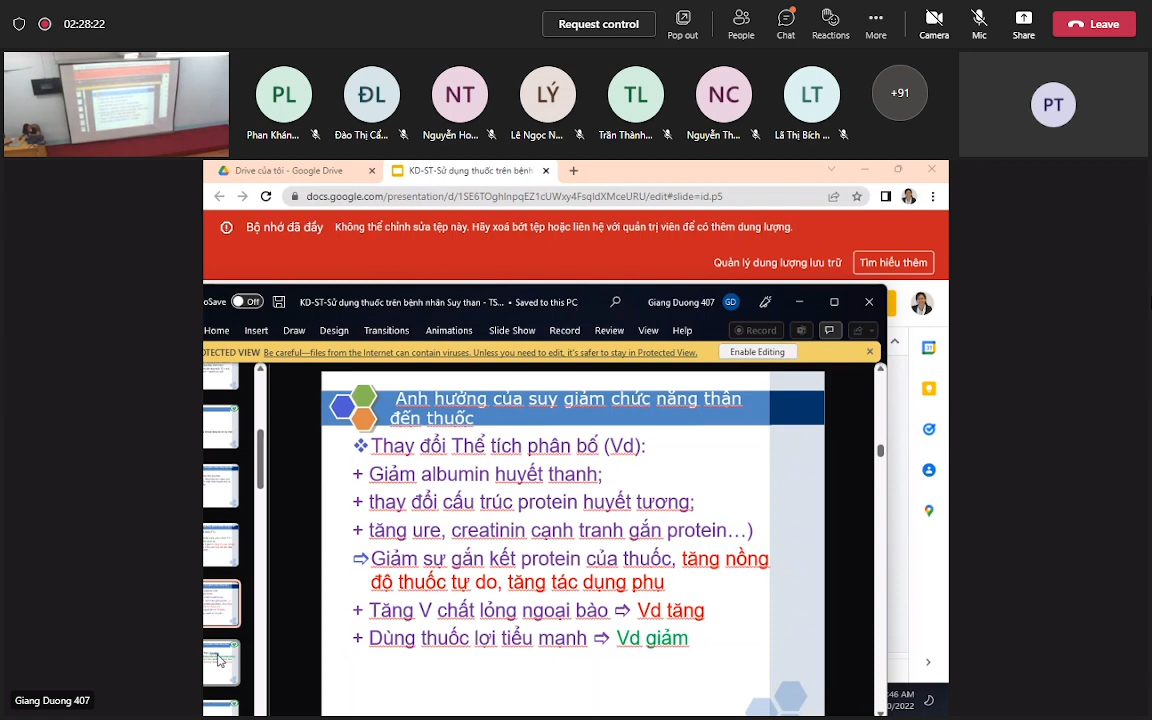 02:28:22
Request control
Pop out
People
Chat
Reactions
More
Camera
Mic
Share
Leave
PL
ĐL
NT
LÝ
TL
NC
LT
+91
PT
Phan Khán...
Đào Thị Cẩ...
Nguyễn Ho...
Lê Ngọc N...
Trần Thành...
Nguyễn Th...
Lã Thị Bích ...
Drive của tôi - Google Drive
KD-ST-Sử dụng thuốc trên bệnh
docs.google.com/presentation/d/1SE6TOghInpqEZ1cUWxy4FsqIdXMceURU/edit#slide=id.p5
Bộ nhớ đã đầy Không thể chỉnh sửa tệp này. Hãy xoá bớt tệp hoặc liên hệ với quản trị viên để có thêm dung lượng.
Quản lý dung lượng lưu trữ Tìm hiểu thêm
oSave Off KD-ST-Sử dụng thuốc trên bệnh nhân Suy than - TS... • Saved to this PC Giang Duong 407 GD
Home Insert Draw Design Transitions Animations Slide Show Record Review View Help Record
OTECTED VIEW Be careful—files from the Internet can contain viruses. Unless you need to edit, it's safer to stay in Protected View. Enable Editing
Ảnh hưởng của suy giảm chức năng thận
đến thuốc
Thay đổi Thể tích phân bố (Vd):
+ Giảm albumin huyết thanh;
+ thay đổi cấu trúc protein huyết tương;
+ tăng ure, creatinin cạnh tranh gắn protein…)
⇨Giảm sự gắn kết protein của thuốc, tăng nồng
độ thuốc tự do, tăng tác dụng phụ
+ Tăng V chất lỏng ngoại bào ⇨ Vd tăng
+ Dùng thuốc lợi tiểu mạnh ⇨ Vd giảm
Giang Duong 407
:46 AM
0/2022